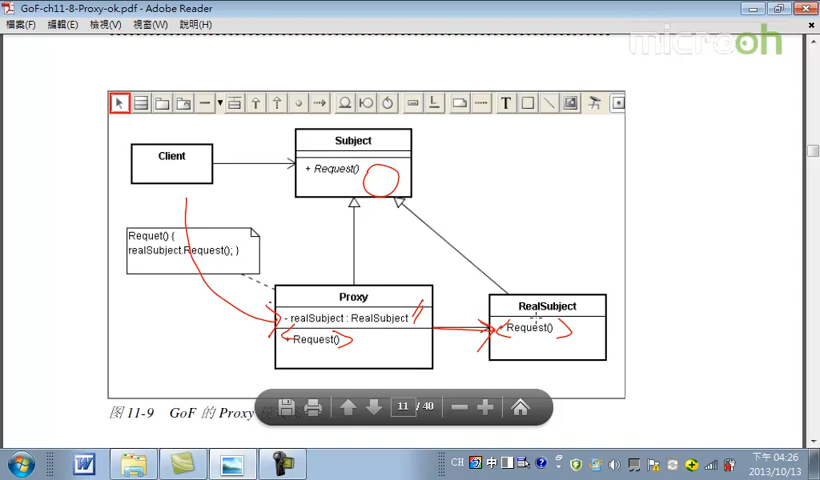 GoF-ch11-8-Proxy-ok.pdf - Adobe Reader
檔案(F) 編輯(E) 檢視(V) 視窗(W) 說明(H)
microoh
T
Client
Subject
+ Request()
Requet() {
realSubject.Request(); }
Proxy
- realSubject : RealSubject
+ Request()
RealSubject
+ Request()
11 / 40
图 11-9 GoF 的 Proxy
CH 中
下午 04:26
2013/10/13